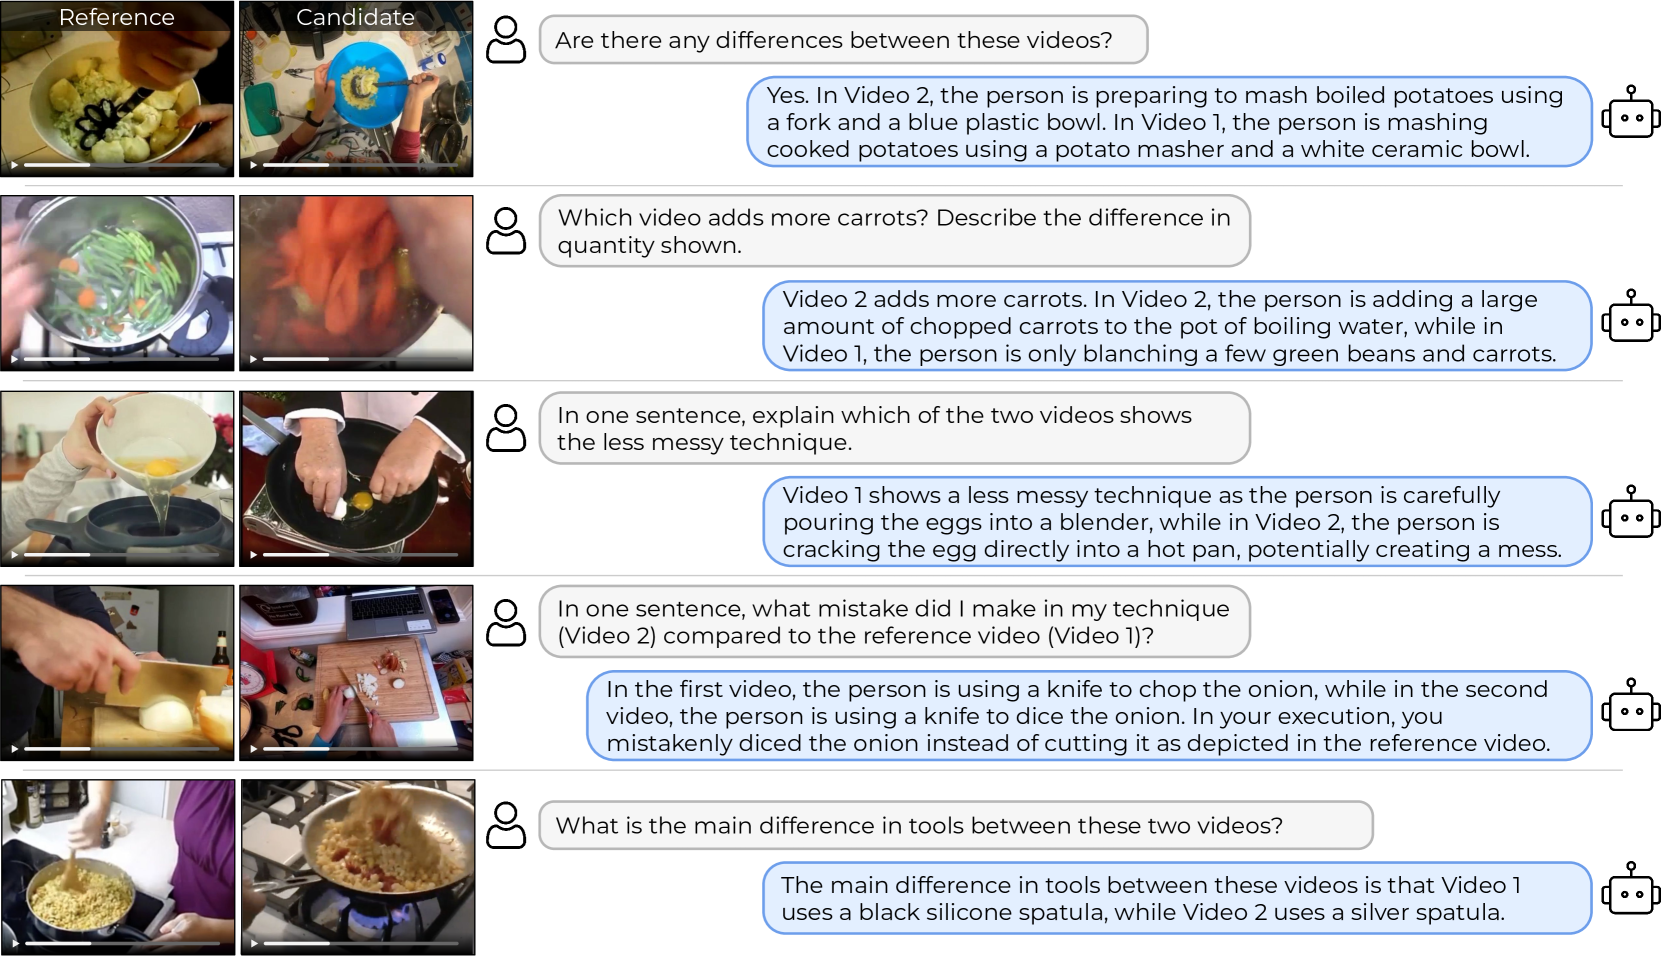 Reference
Candidate
Are there any differences between these videos?
Yes. In Video 2, the person is preparing to mash boiled potatoes using
a fork and a blue plastic bowl. In Video 1, the person is mashing
cooked potatoes using a potato masher and a white ceramic bowl.
Which video adds more carrots? Describe the difference in
quantity shown.
Video 2 adds more carrots. In Video 2, the person is adding a large
amount of chopped carrots to the pot of boiling water, while in
Video 1, the person is only blanching a few green beans and carrots.
In one sentence, explain which of the two videos shows
the less messy technique.
Video 1 shows a less messy technique as the person is carefully
pouring the eggs into a blender, while in Video 2, the person is
cracking the egg directly into a hot pan, potentially creating a mess.
In one sentence, what mistake did I make in my technique
(Video 2) compared to the reference video (Video 1)?
In the first video, the person is using a knife to chop the onion, while in the second
video, the person is using a knife to dice the onion. In your execution, you
mistakenly diced the onion instead of cutting it as depicted in the reference video.
What is the main difference in tools between these two videos?
The main difference in tools between these videos is that Video 1
uses a black silicone spatula, while Video 2 uses a silver spatula.